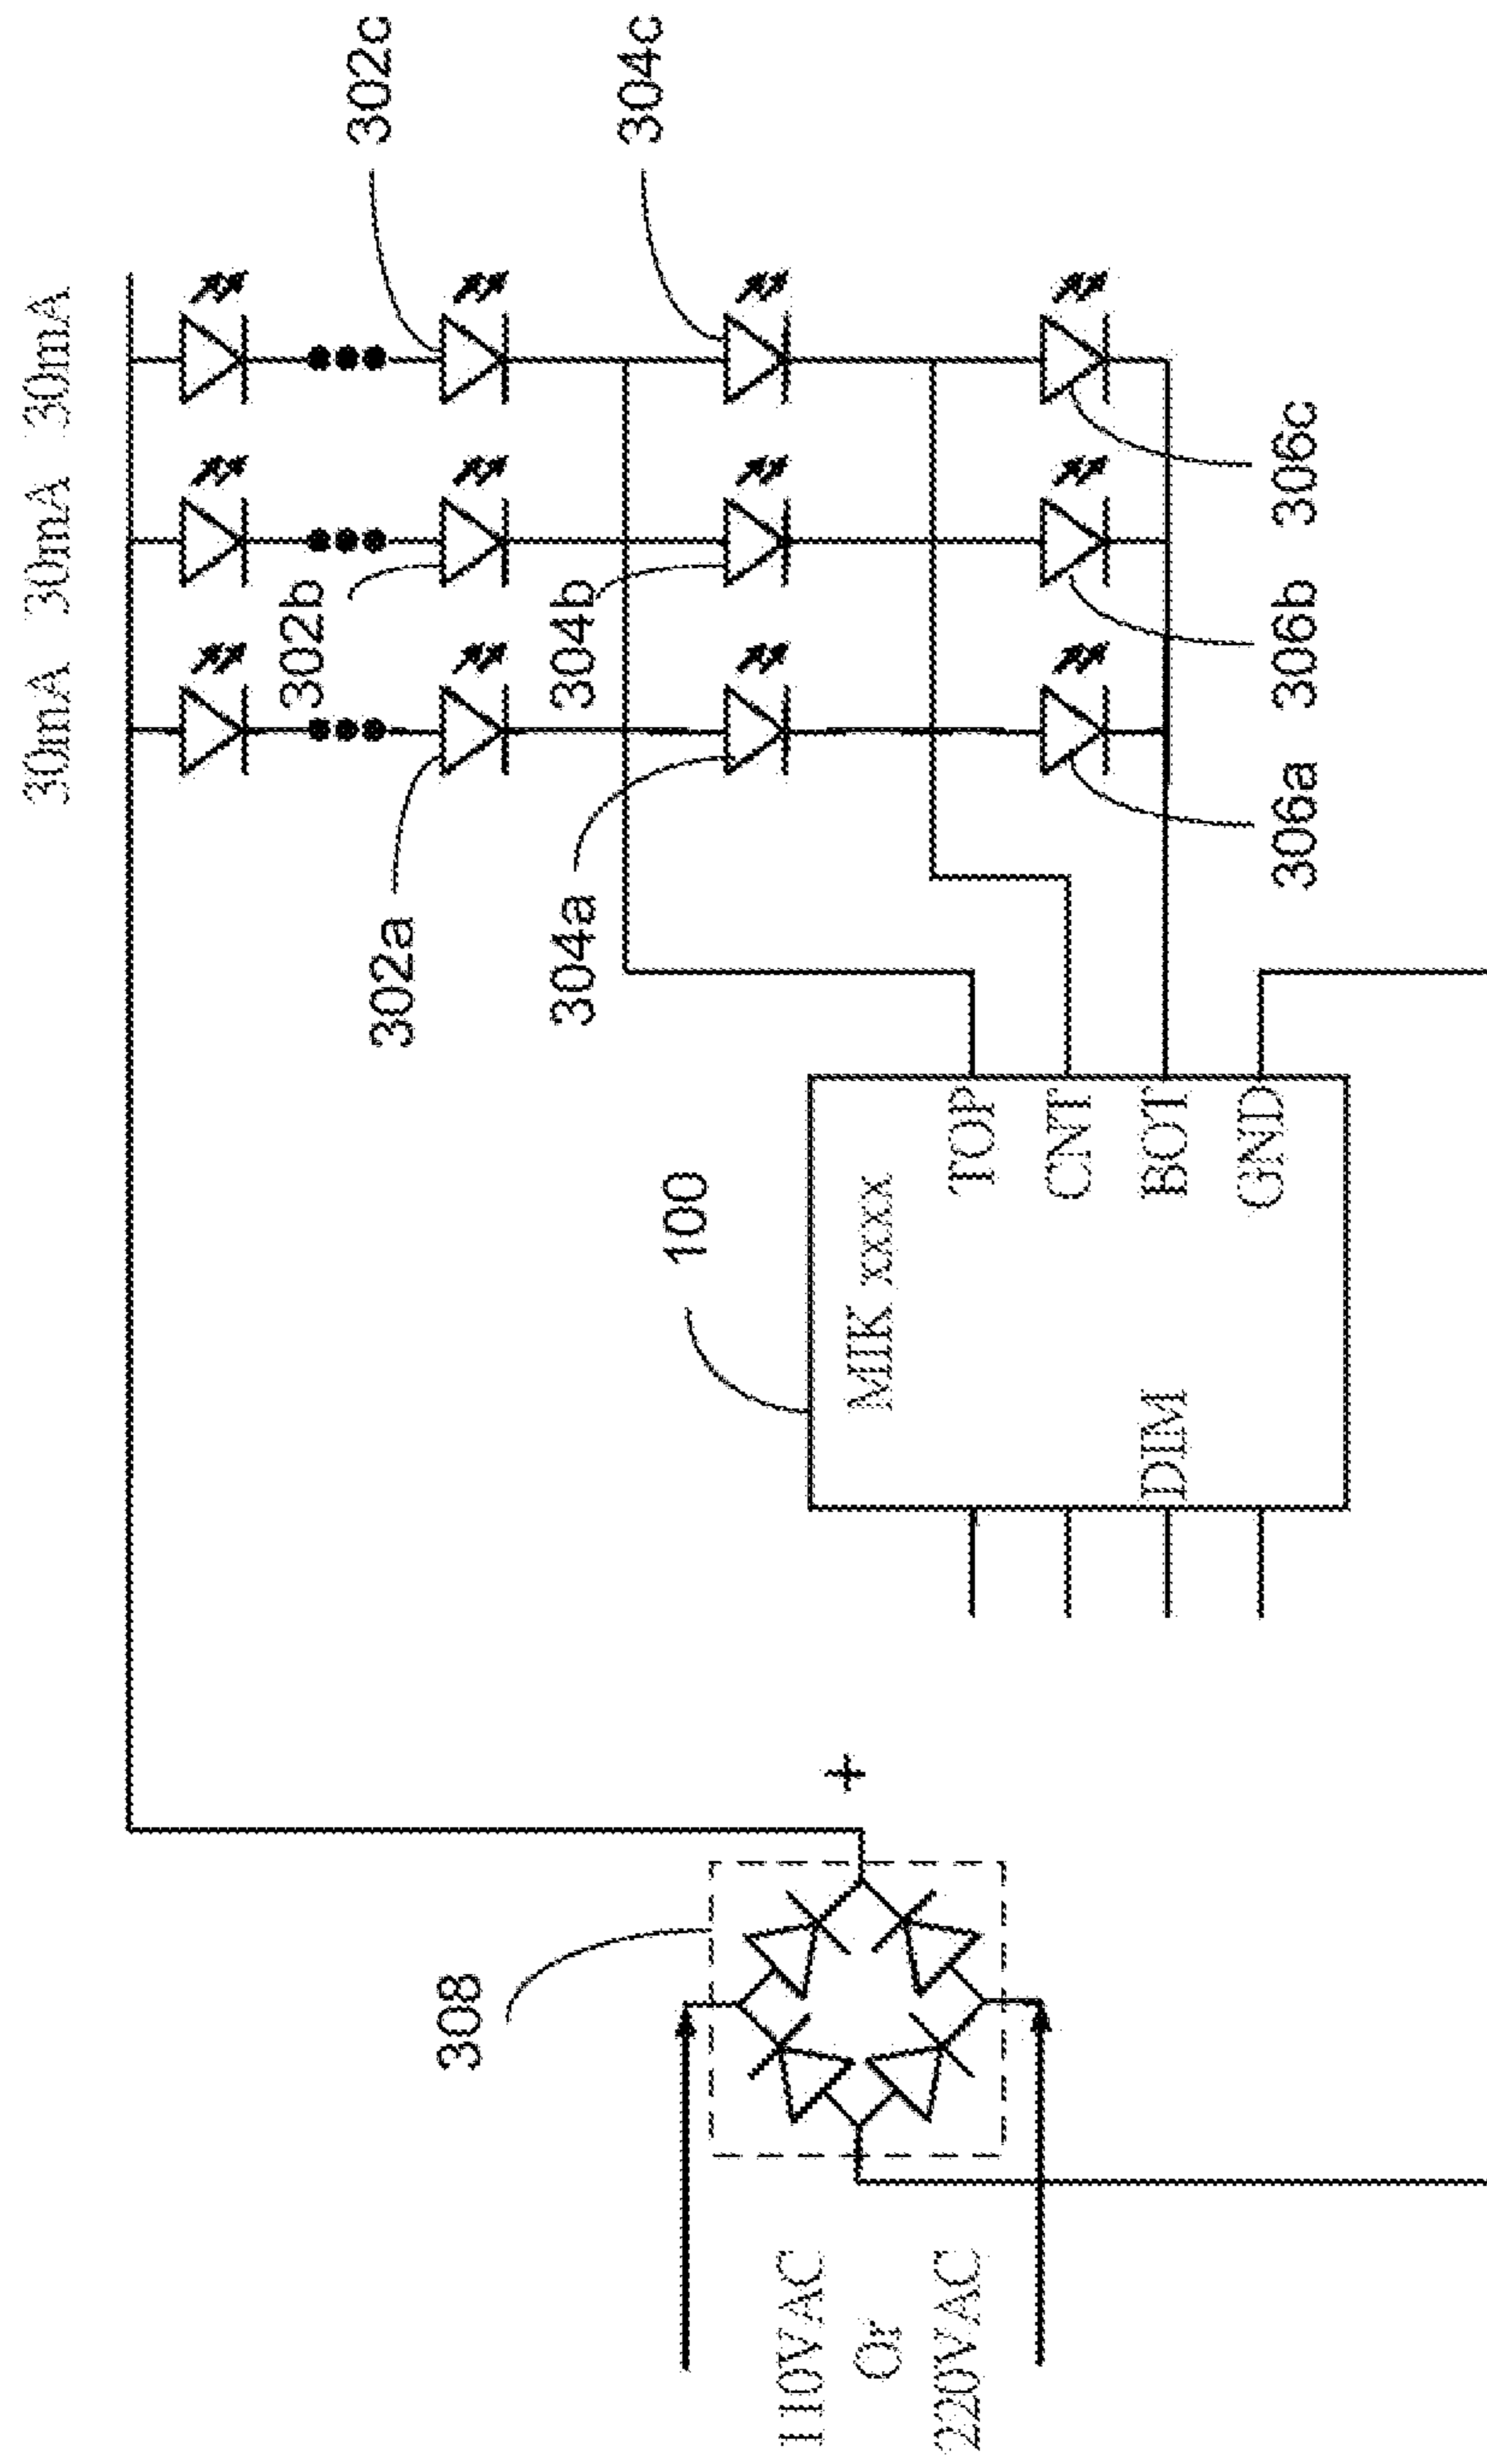 30mA 30mA 30mA
302c
302b
302a
304c
304b
304a
308
100
110VAC
Or
220VAC
+
MIK xxxx
TOP
CNT
DIM
BOT
GND
306a
306b
306c